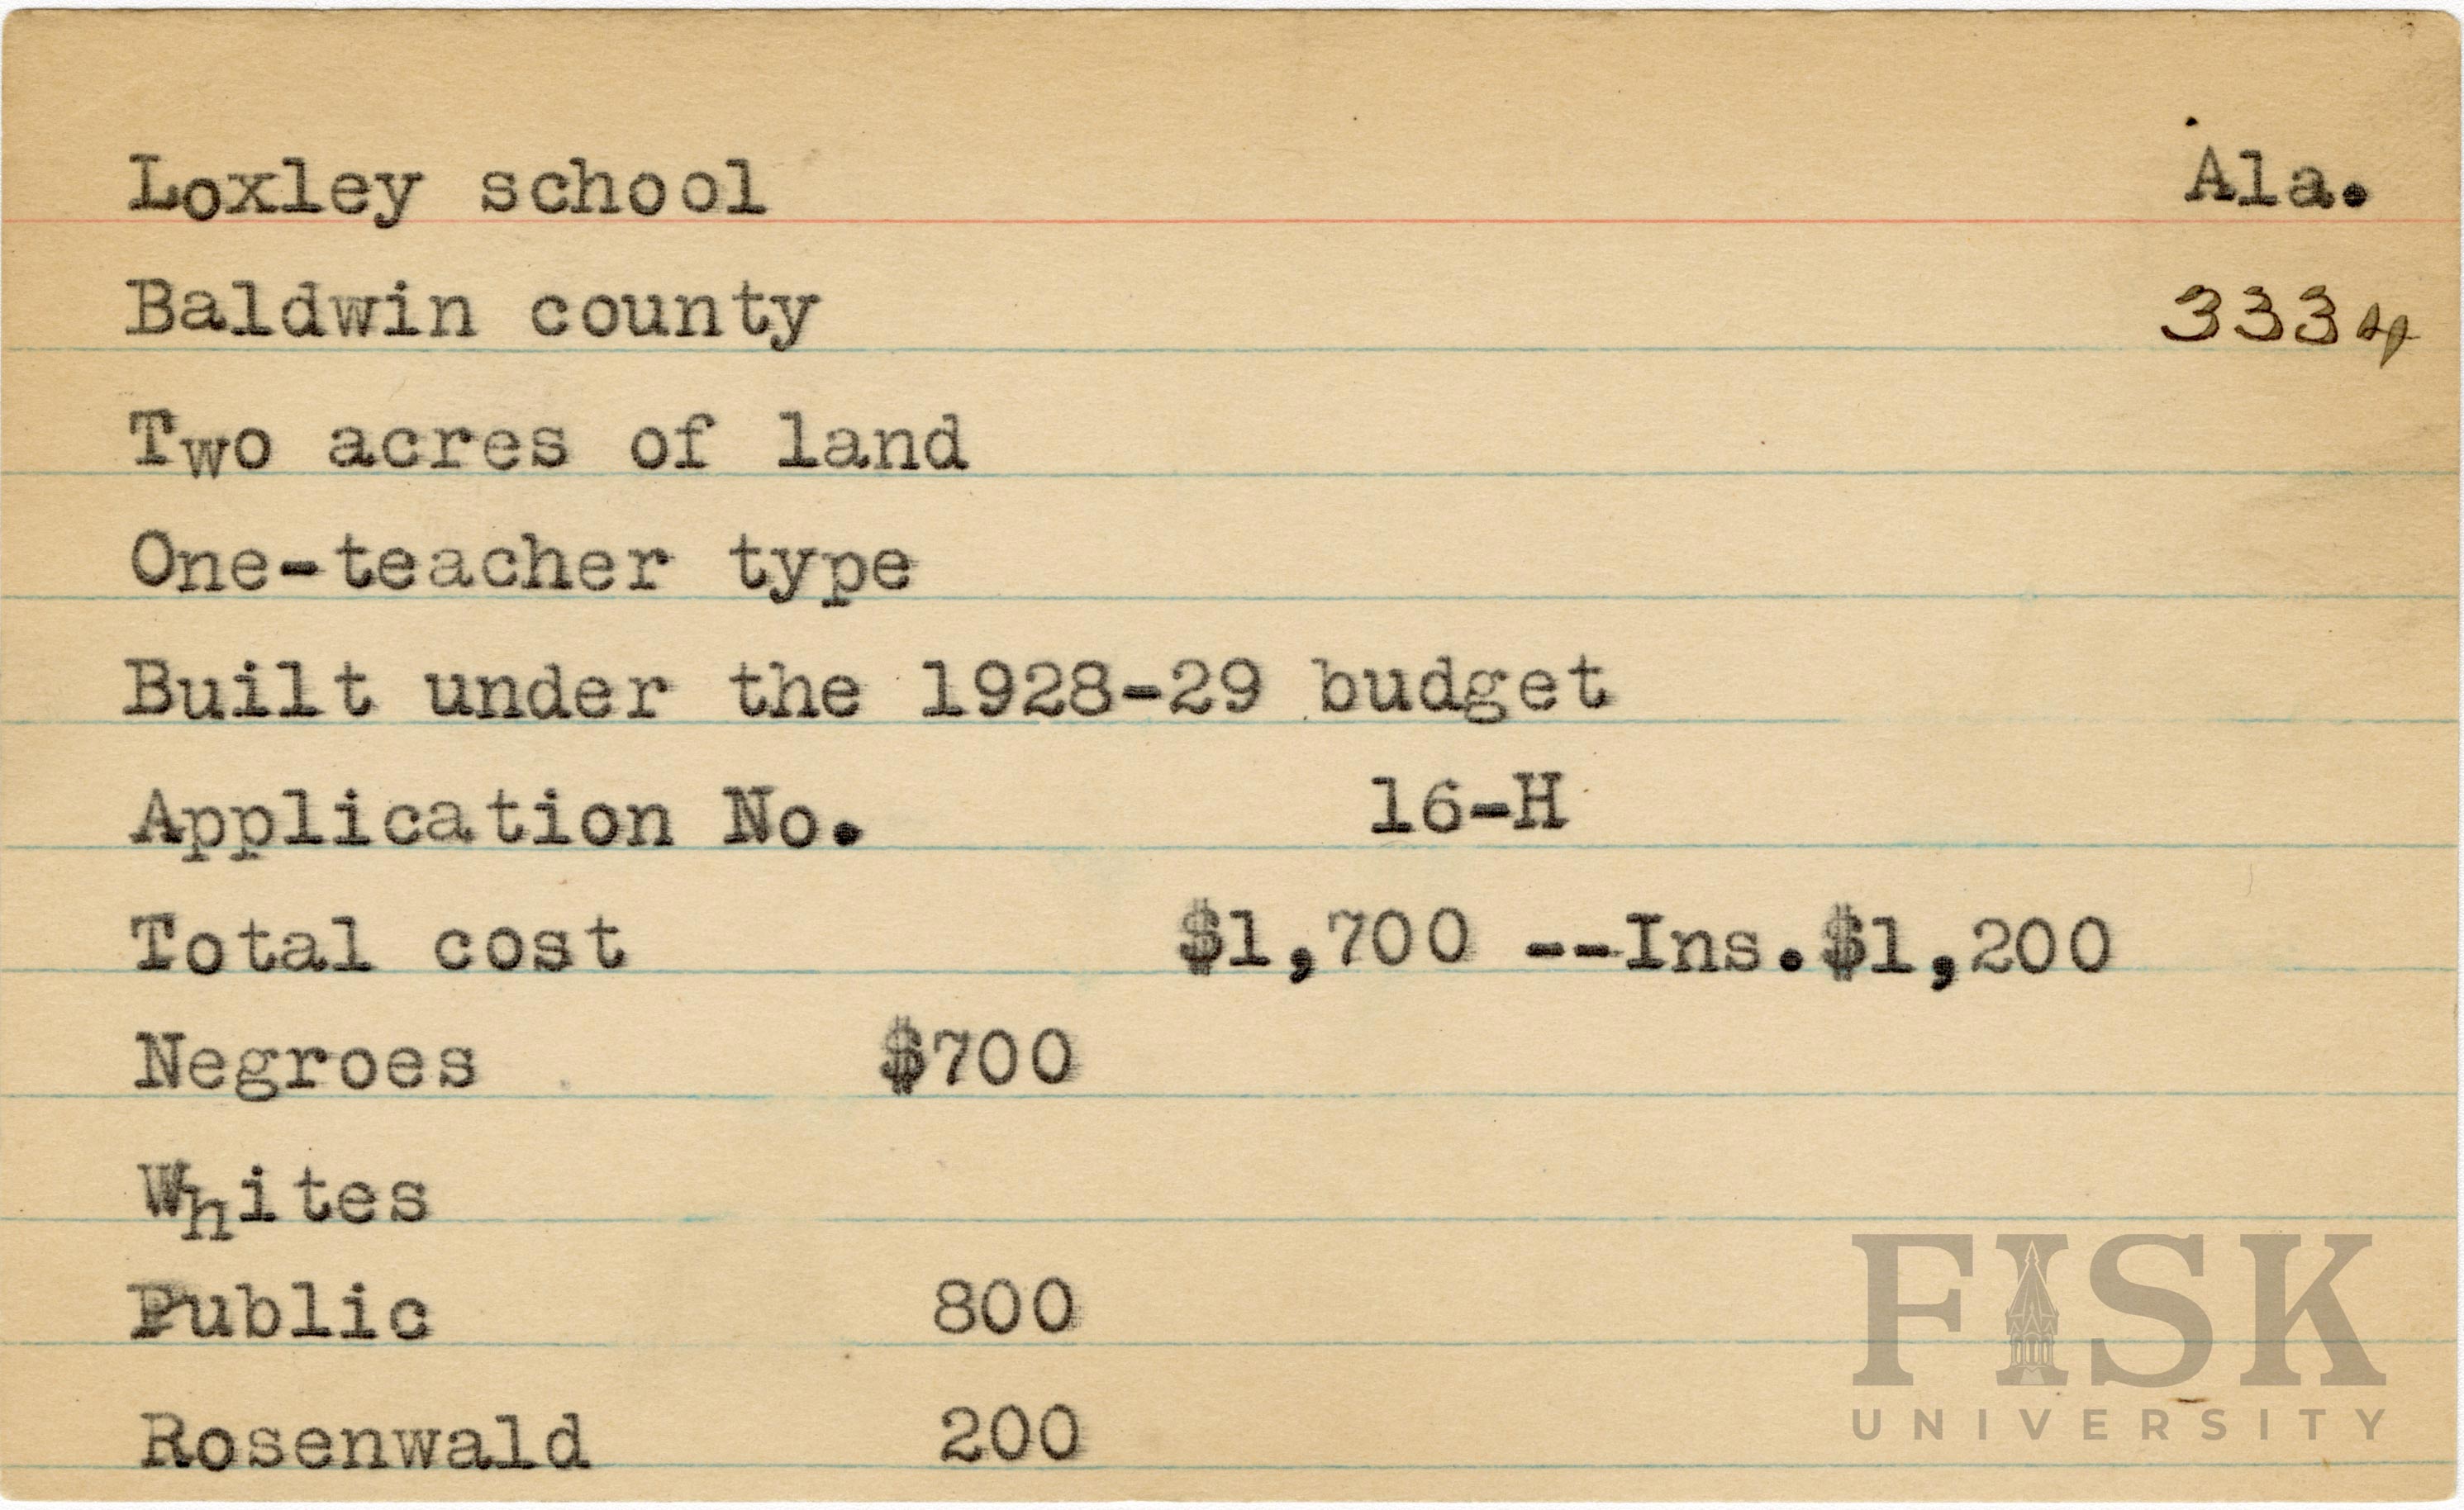 Loxley school Ala.
Baldwin county 3334
Two acres of land
One-teacher type
Built under the 1928-29 budget
Application No. 16-H
Total cost $1,700 --Ins.$1,200
Negroes $700
Whites
Public 800
Rosenwald 200
FISK
UNIVERSITY